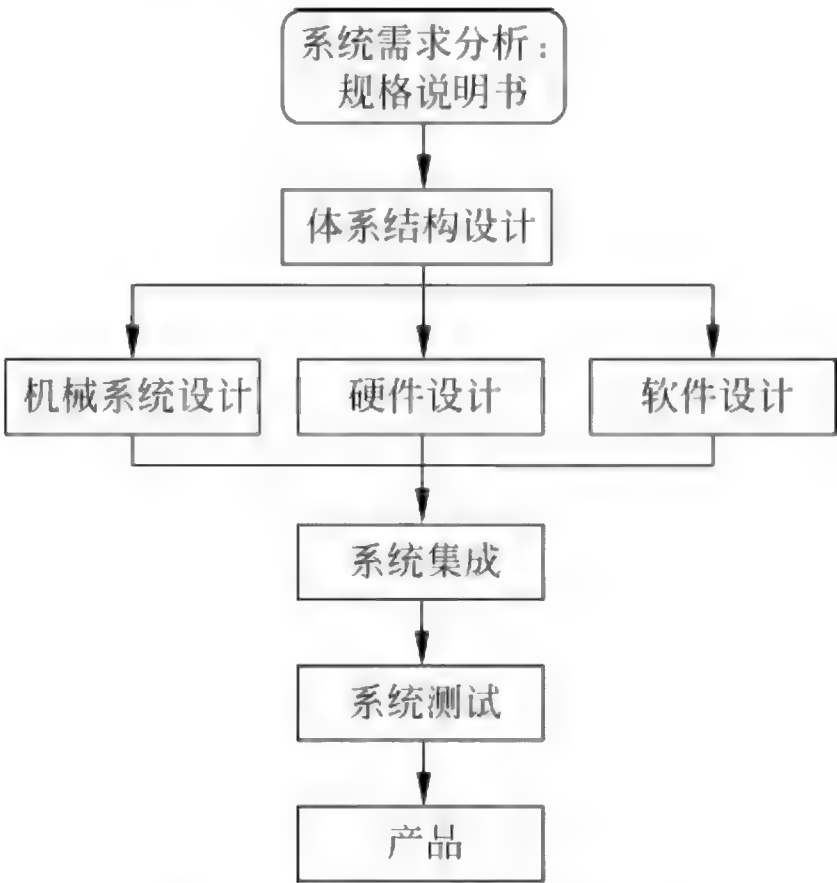 系统需求分析：
规格说明书
体系结构设计
机械系统设计
硬件设计
软件设计
系统集成
系统测试
产品